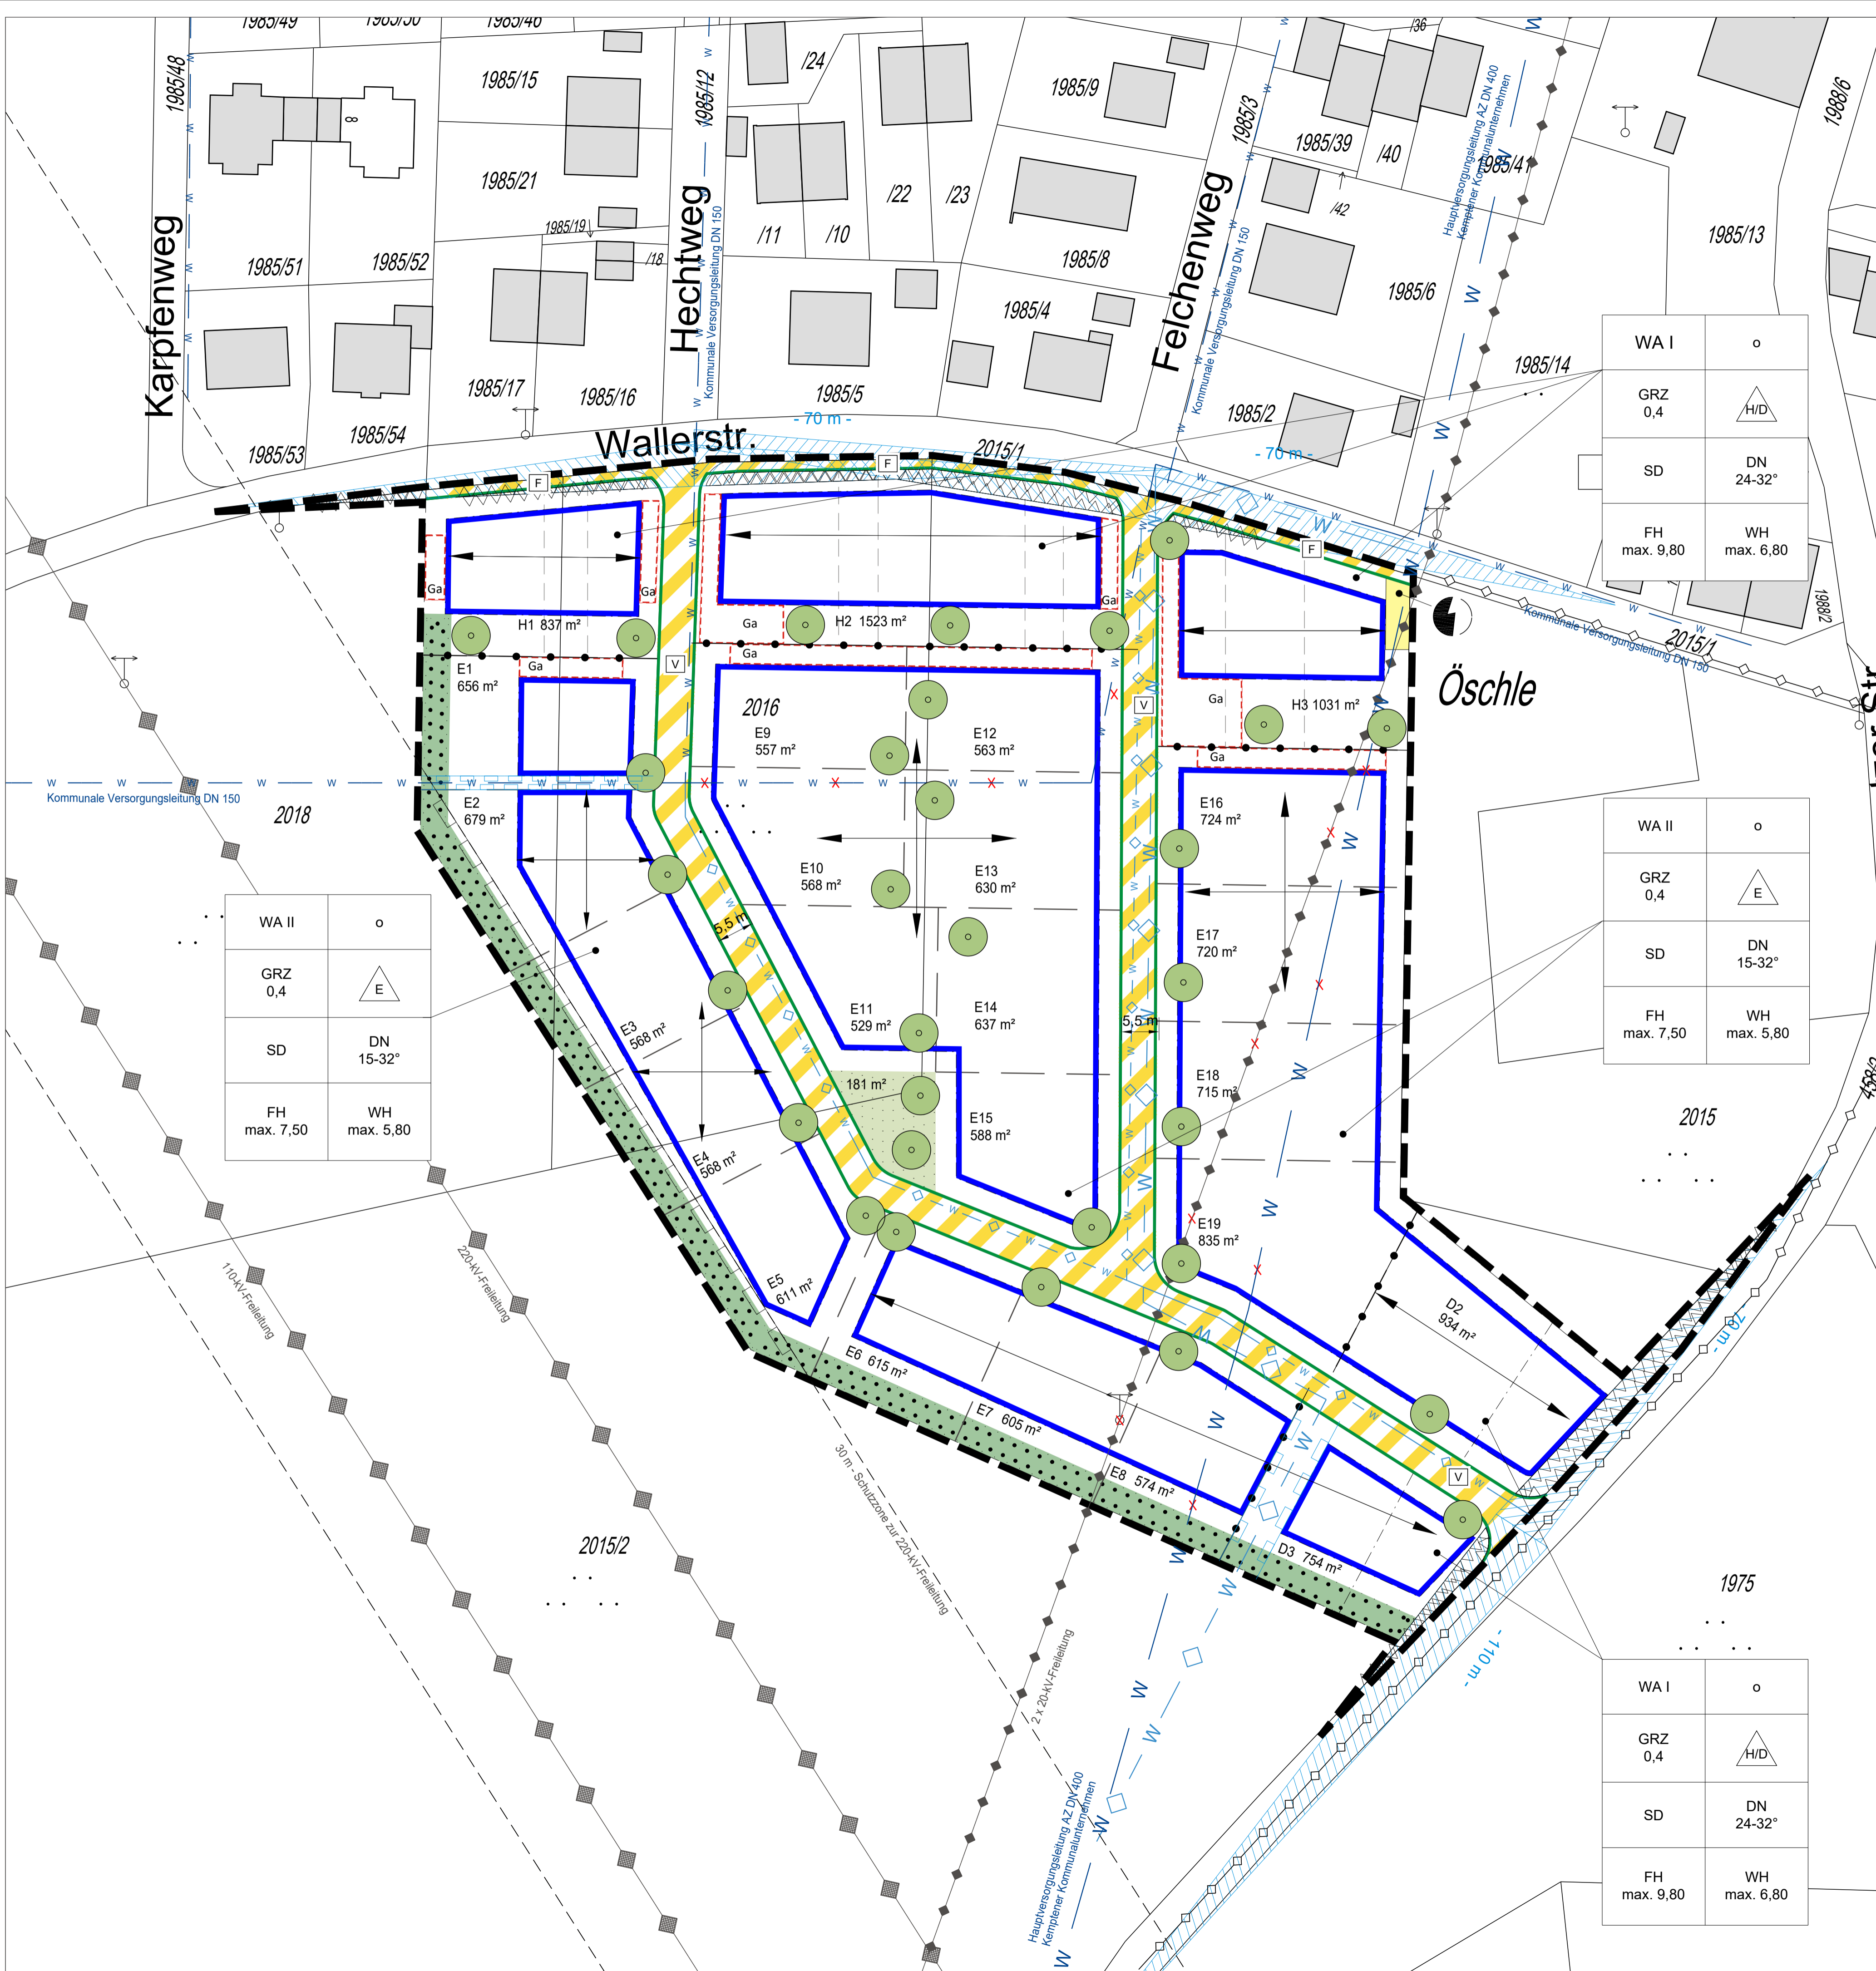 1985/49
1985/50
1985/46
/36
1985/48
1985/15
1985/12
/24
1985/9
1985/3
1985/39
/40
1985/41
1988/6
8
1985/21
/22
/23
1985/19
/18
/11
/10
1985/8
/42
1985/13
Karpfenweg
Hechtweg
Felchenweg
Kommunale Versorgungsleitung DN 150
Kommunale Versorgungsleitung DN 150
Hauptversorgungsleitung AZ DN 400
Kemptener Kommunalunternehmen
1985/51
1985/52
1985/4
1985/6
1985/17
1985/16
1985/5
1985/14
1985/2
1985/53
1985/54
Wallerstr.
- 70 m -
2015/1
- 70 m -
WA I
o
GRZ
0,4
H/D
SD
DN
24-32°
FH
max. 9,80
WH
max. 6,80
F
F
F
Ga
Ga
Ga
Ga
Ga
Ga
Ga
Ga
H1 837 m²
H2 1523 m²
H3 1031 m²
1988/2
2015/1
Kommunale Versorgungsleitung DN 150
Öschle
V
V
E1
656 m²
2016
E9
557 m²
E12
563 m²
Kommunale Versorgungsleitung DN 150
2018
E2
679 m²
E16
724 m²
E10
568 m²
E13
630 m²
WA II
o
GRZ
0,4
E
SD
DN
15-32°
FH
max. 7,50
WH
max. 5,80
WA II
o
GRZ
0,4
E
SD
DN
15-32°
FH
max. 7,50
WH
max. 5,80
5,5 m
E17
720 m²
E3
568 m²
E11
529 m²
E14
637 m²
5,5 m
181 m²
E18
715 m²
E15
588 m²
2015
458/2
E4
568 m²
E19
835 m²
E5
611 m²
110-kV-Freileitung
220-kV-Freileitung
D2
934 m²
- 70 m -
E6 615 m²
E7 605 m²
E8 574 m²
V
D3 754 m²
30 m - Schutzzone zur 220-kV-Freileitung
2 x 20-kV-Freileitung
2015/2
1975
- 110 m -
WA I
o
GRZ
0,4
H/D
SD
DN
24-32°
FH
max. 9,80
WH
max. 6,80
Hauptversorgungsleitung AZ DN 400
Kemptener Kommunalunternehmen